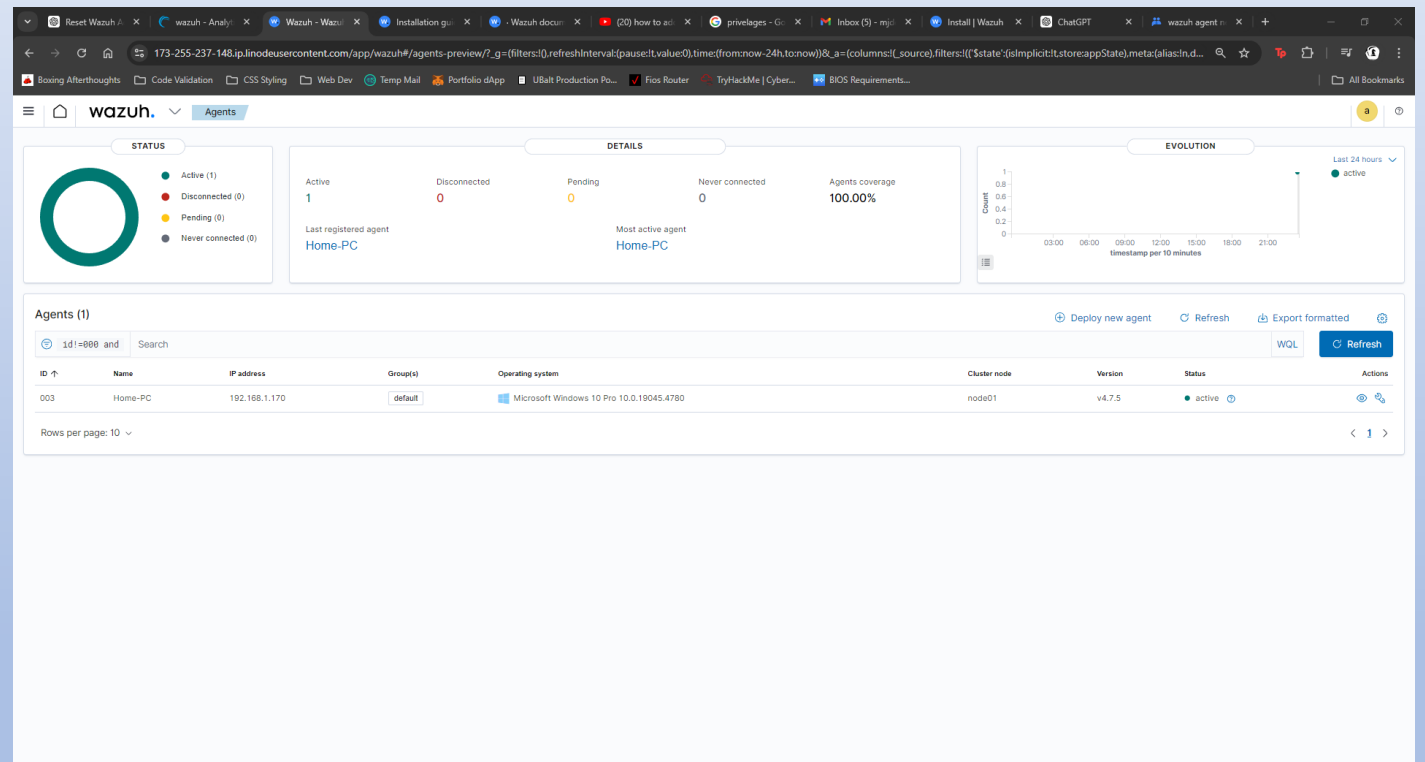 Reset Wazuh A
wazuh - Analyt
Wazuh - Wazuh
Installation gui
· Wazuh docum
(20) how to ad
privelages - Go
Inbox (5) - mjd
Install | Wazuh
ChatGPT
wazuh agent n
173-255-237-148.ip.linodeusercontent.com/app/wazuh#/agents-preview/?_g=(filters:!(),refreshInterval:(pause:!t,value:0),time:(from:now-24h,to:now))&_a=(columns:!(_source),filters:!(('$state':(isImplicit:!t,store:appState),meta:(alias:!n,d...
Boxing Afterthoughts
Code Validation
CSS Styling
Web Dev
Temp Mail
Portfolio dApp
UBalt Production Po...
Fios Router
TryHackMe | Cyber...
BIOS Requirements...
All Bookmarks
wazuh.
Agents
a
STATUS
Active (1)
Disconnected (0)
Pending (0)
Never connected (0)
DETAILS
Active
1
Disconnected
0
Pending
0
Never connected
0
Agents coverage
100.00%
Last registered agent
Home-PC
Most active agent
Home-PC
EVOLUTION
Last 24 hours
active
Count
1
0.8
0.6
0.4
0.2
0
03:00 06:00 09:00 12:00 15:00 18:00 21:00
timestamp per 10 minutes
Agents (1)
Deploy new agent
Refresh
Export formatted
id!=000 and
Search
WQL
Refresh
ID Name IP address Group(s) Operating system Cluster node Version Status Actions
003 Home-PC 192.168.1.170 default Microsoft Windows 10 Pro 10.0.19045.4780 node01 v4.7.5 active
Rows per page: 10
1